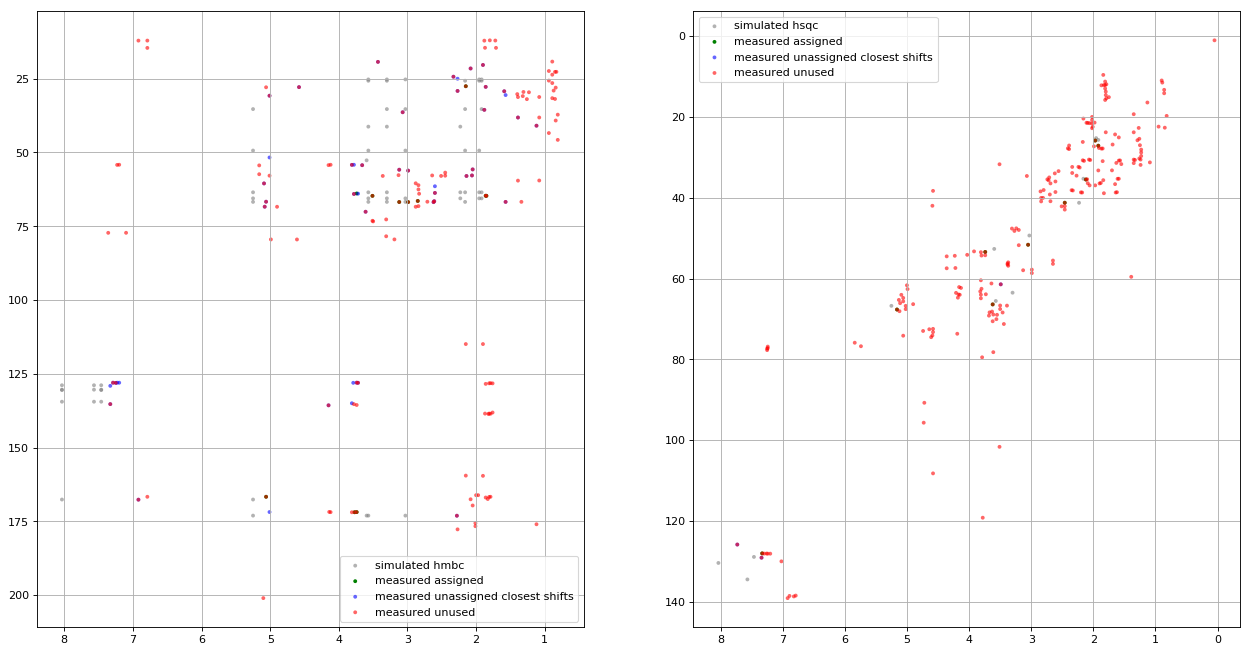 25
50
75
100
125
150
175
200
8 7 6 5 4 3 2 1
simulated hmbc
measured assigned
measured unassigned closest shifts
measured unused
0
20
40
60
80
100
120
140
8 7 6 5 4 3 2 1 0
simulated hsqc
measured assigned
measured unassigned closest shifts
measured unused